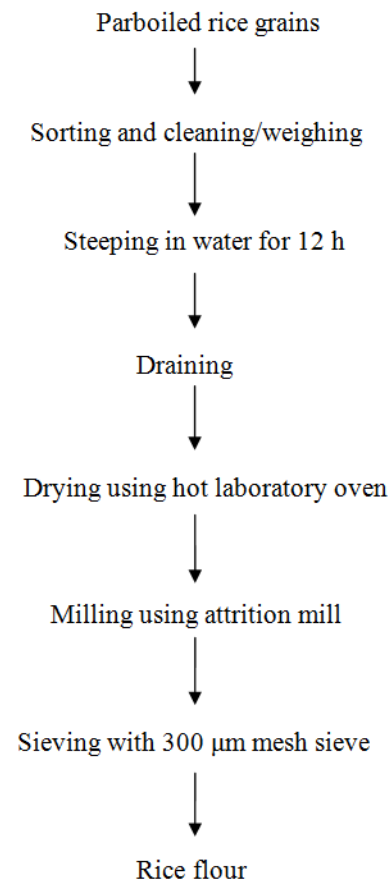 Parboiled rice grains
Sorting and cleaning/weighing
Steeping in water for 12 h
Draining
Drying using hot laboratory oven
Milling using attrition mill
Sieving with 300 μm mesh sieve
Rice flour